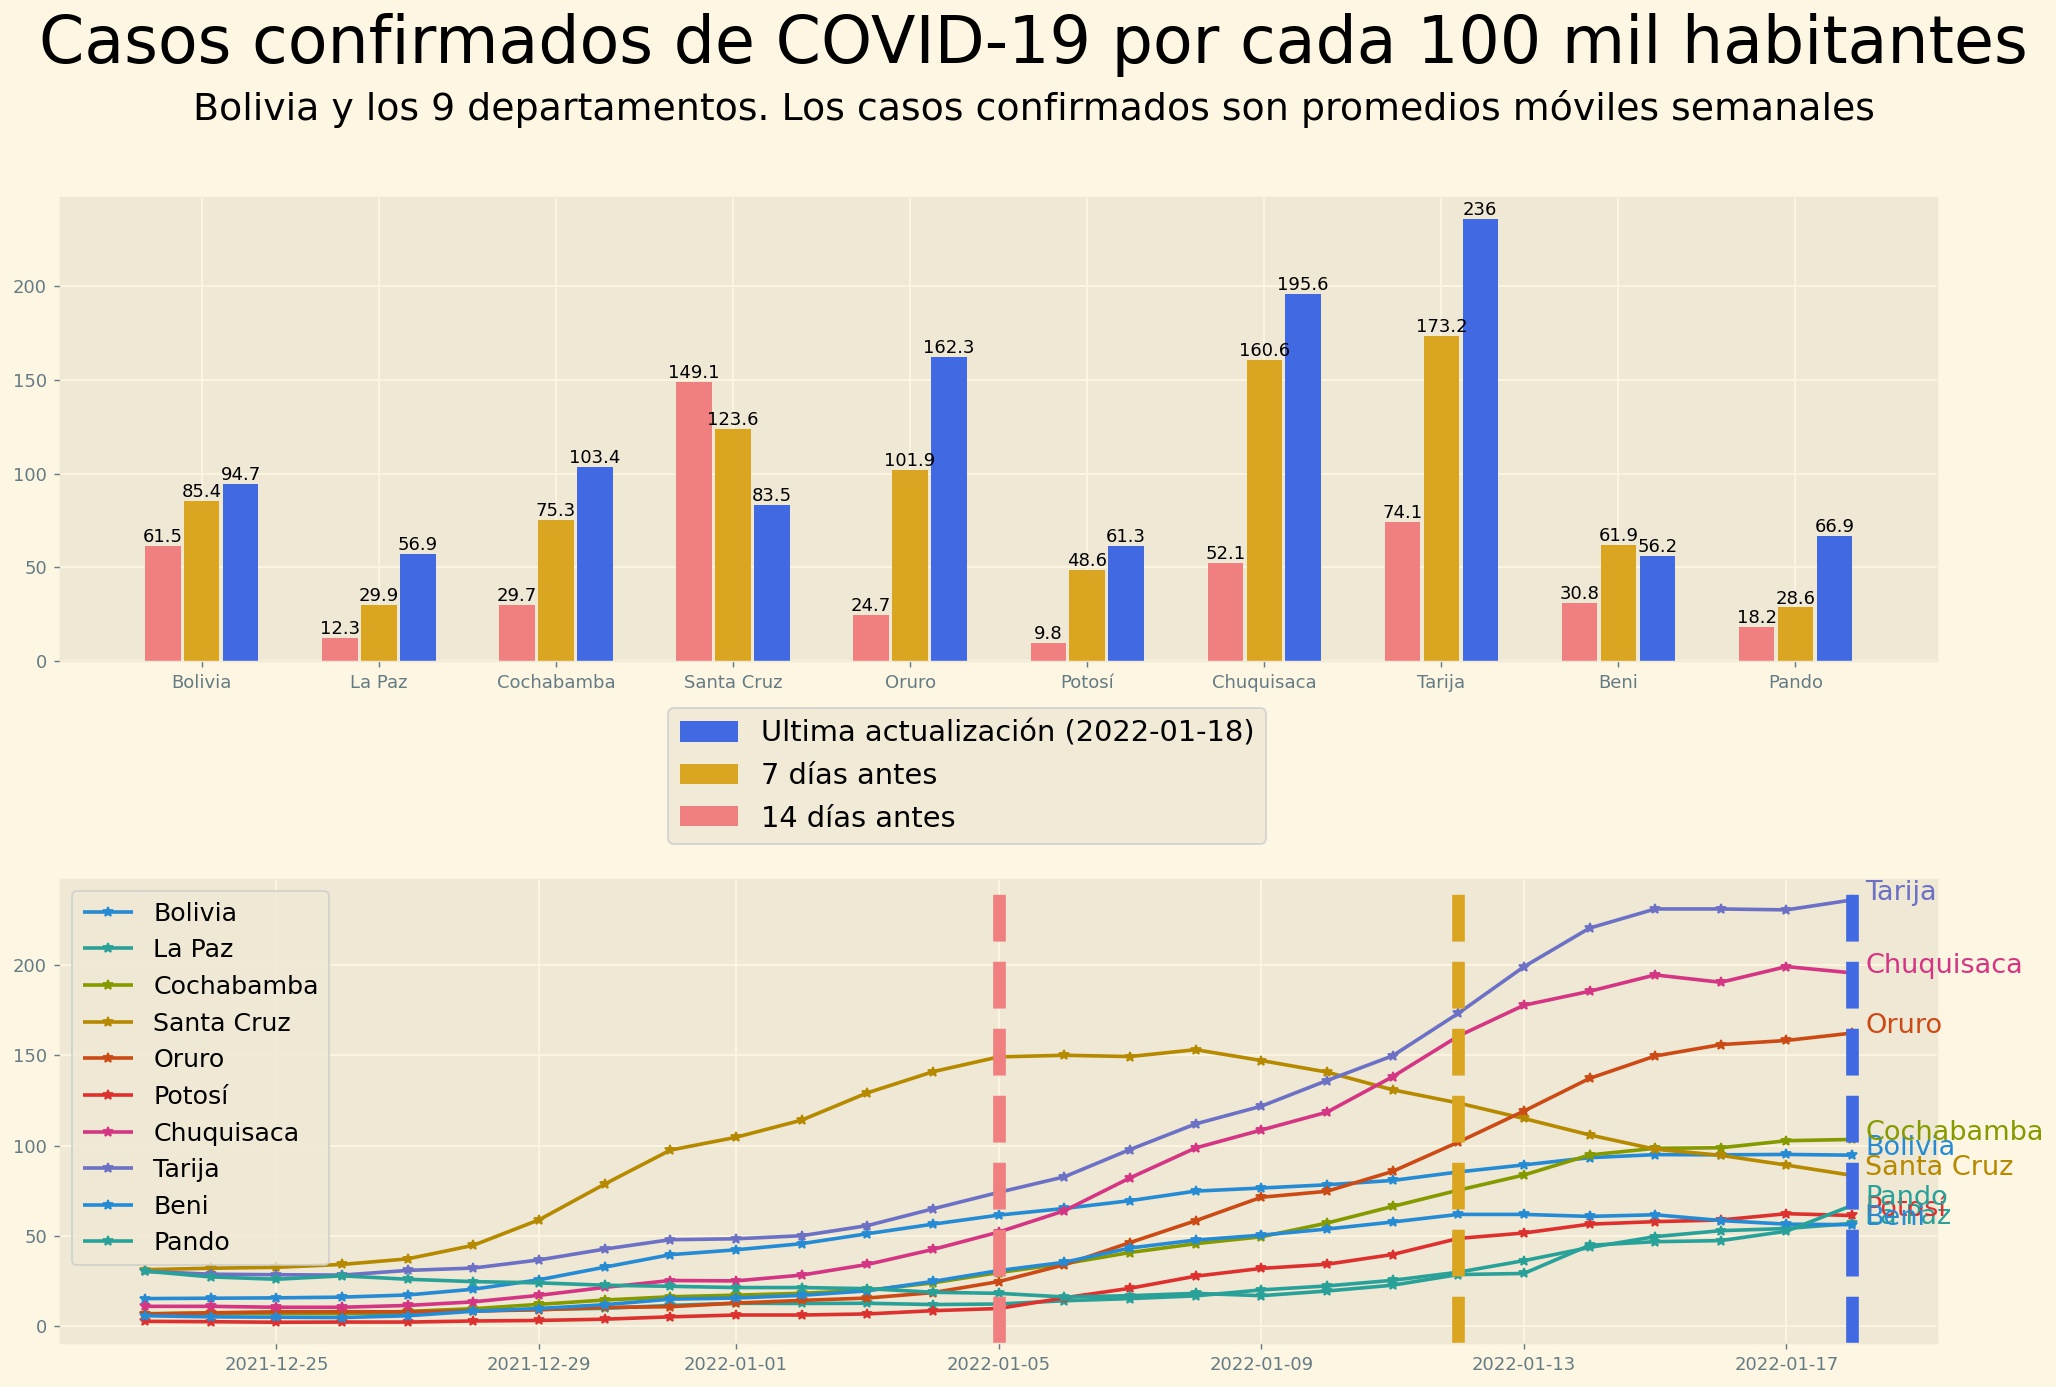 Casos confirmados de COVID-19 por cada 100 mil habitantes
Bolivia y los 9 departamentos. Los casos confirmados son promedios móviles semanales
236
200
195.6
173.2
162.3
160.6
150
149.1
123.6
100
103.4
101.9
94.7
85.4
83.5
75.3
74.1
66.9
61.5
61.9
61.3
56.9
56.2
50
52.1
48.6
29.7
29.9
30.8
28.6
24.7
18.2
12.3
9.8
0
Bolivia La Paz Cochabamba Santa Cruz Oruro Potosí Chuquisaca Tarija Beni Pando
Ultima actualización (2022-01-18)
7 días antes
14 días antes
Bolivia
La Paz
Cochabamba
Santa Cruz
Oruro
Potosí
Chuquisaca
Tarija
Beni
Pando
200
150
100
50
0
Tarija
Chuquisaca
Oruro
Cochabamba
Bolivia
Santa Cruz
Pando
Potosí
La Paz
Beni
2021-12-25 2021-12-29 2022-01-01 2022-01-05 2022-01-09 2022-01-13 2022-01-17